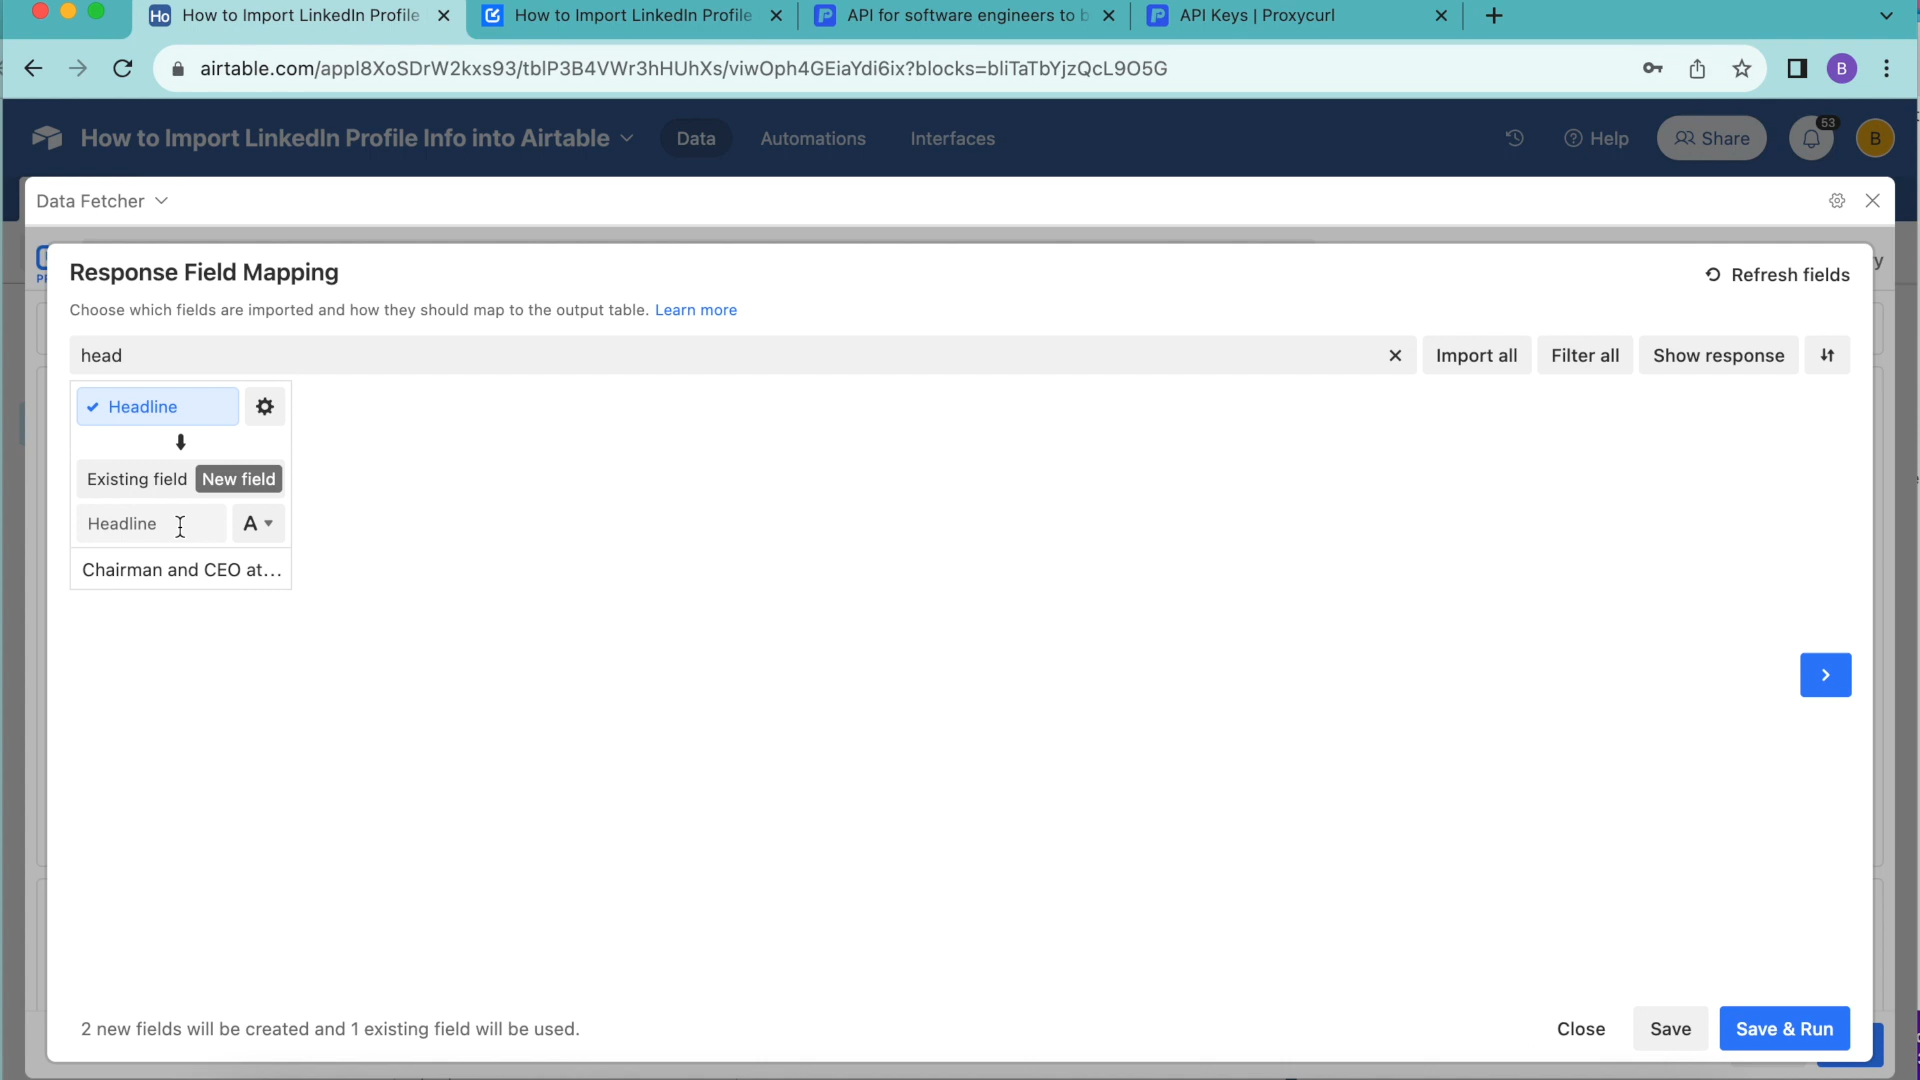 Ho How to Import LinkedIn Profile
How to Import LinkedIn Profile
API for software engineers to b
API Keys | Proxycurl
airtable.com/appl8XoSDrW2kxs93/tblP3B4VWr3hHUhXs/viwOph4GEiaYdi6ix?blocks=bliTaTbYjzQcL9O5G
B
How to Import LinkedIn Profile Info into Airtable
Data
Automations
Interfaces
Help
Share
53
B
Data Fetcher
Response Field Mapping
Refresh fields
Choose which fields are imported and how they should map to the output table. Learn more
head
Import all
Filter all
Show response
Headline
Existing field
New field
Headline
A
Chairman and CEO at...
2 new fields will be created and 1 existing field will be used.
Close
Save
Save & Run